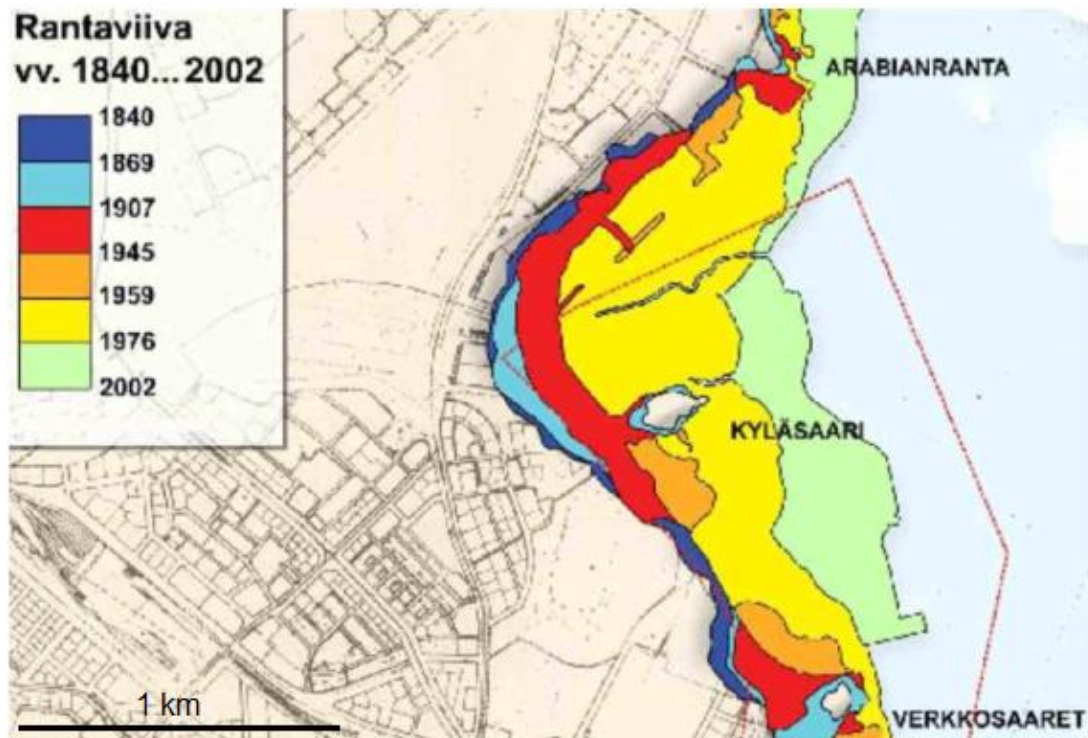 Rantaviiva
vv. 1840...2002
1840
1869
1907
1945
1959
1976
2002
ARABIANRANTA
KYLÄSAARI
VERKKOSAARET
1 km